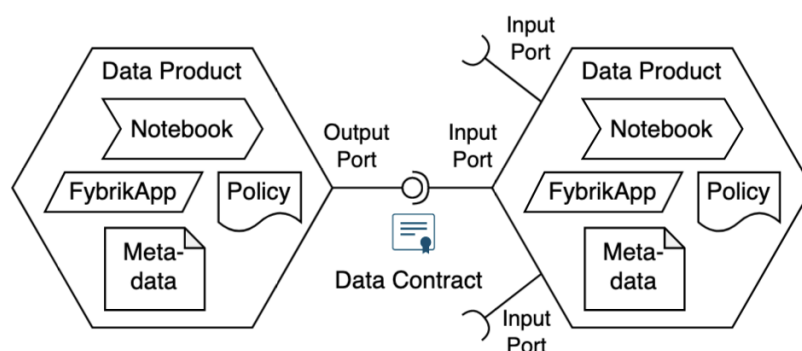 Data Product
Notebook
FybrikApp
Policy
Meta-
data
Output
Port
Input
Port
Data Contract
Input
Port
Input
Port
Data Product
Notebook
FybrikApp
Policy
Meta-
data